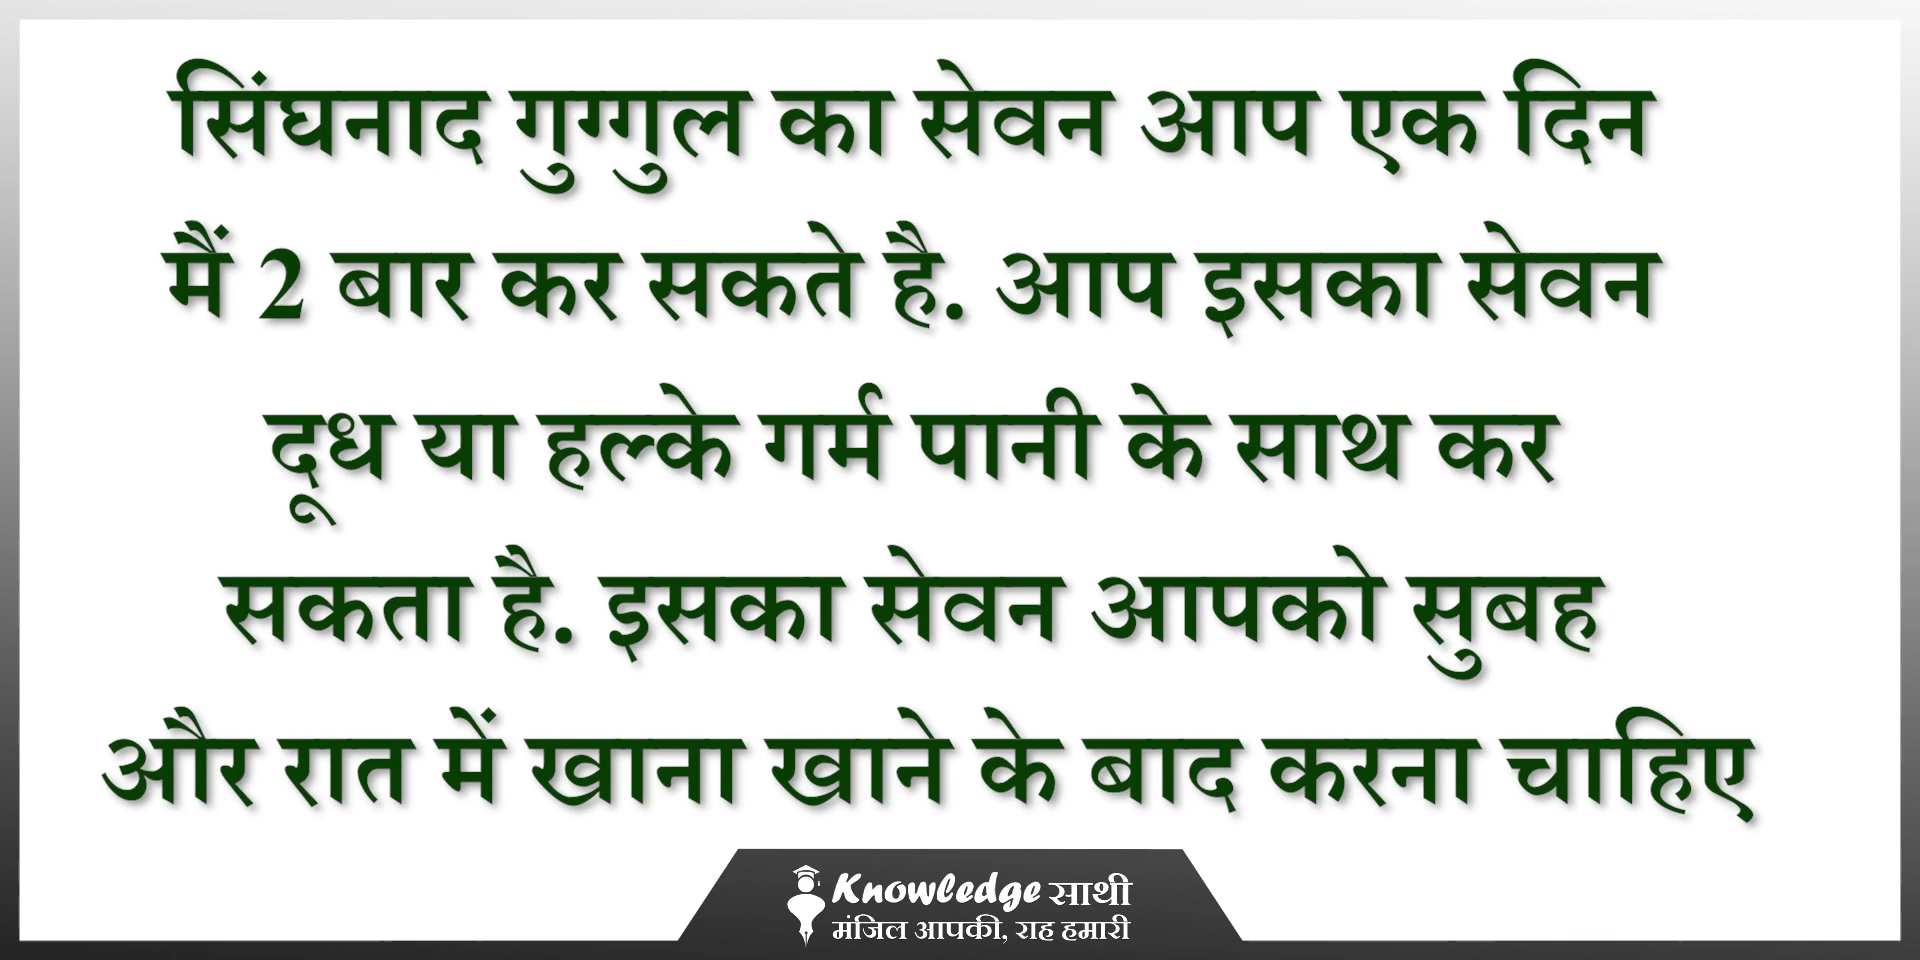 सिंघनाद गुग्गुल का सेवन आप एक दिन
मैं 2 बार कर सकते है. आप इसका सेवन
दूध या हल्के गर्म पानी के साथ कर
सकता है. इसका सेवन आपको सुबह
और रात में खाना खाने के बाद करना चाहिए
Knowledge साथी
मंजिल आपकी, राह हमारी